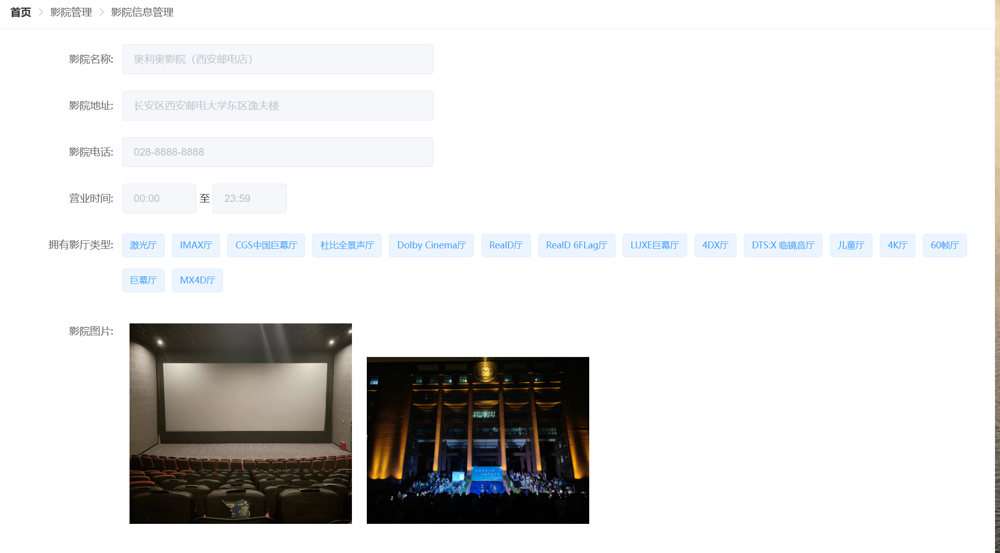 首页 > 影院管理 > 影院信息管理
影院名称: 奥利奥影院（西安邮电店）
影院地址: 长安区西安邮电大学东区逸夫楼
影院电话: 028-8888-8888
营业时间: 00:00 至 23:59
拥有影厅类型: 激光厅 IMAX厅 CGS中国巨幕厅 杜比全景声厅 Dolby Cinema厅 RealD厅 RealD 6FLag厅 LUXE巨幕厅 4DX厅 DTS:X 临镜音厅 儿童厅 4K厅 60帧厅
巨幕厅 MX4D厅
影院图片: